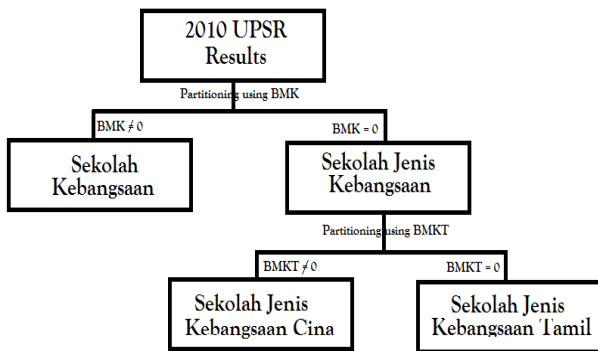 2010 UPSR
Results
Partitioning using BMK
BMK ≠ 0
BMK = 0
Sekolah
Kebangsaan
Sekolah Jenis
Kebangsaan
Partitioning using BMKT
BMKT ≠ 0
BMKT = 0
Sekolah Jenis
Kebangsaan Cina
Sekolah Jenis
Kebangsaan Tamil